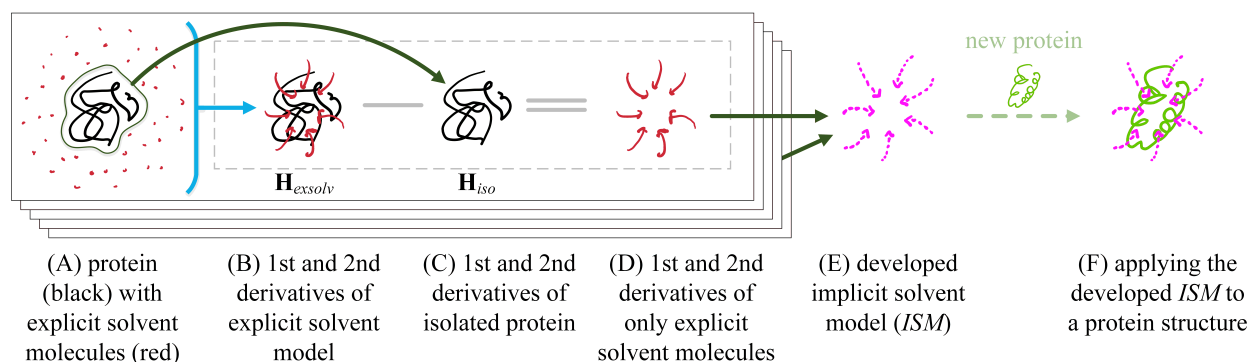 new protein
H_exsolv
H_iso
(A) protein
(black) with
explicit solvent
molecules (red)
(B) 1st and 2nd
derivatives of
explicit solvent
model
(C) 1st and 2nd
derivatives of
isolated protein
(D) 1st and 2nd
derivatives of
only explicit
solvent molecules
(E) developed
implicit solvent
model (ISM)
(F) applying the
developed ISM to
a protein structure